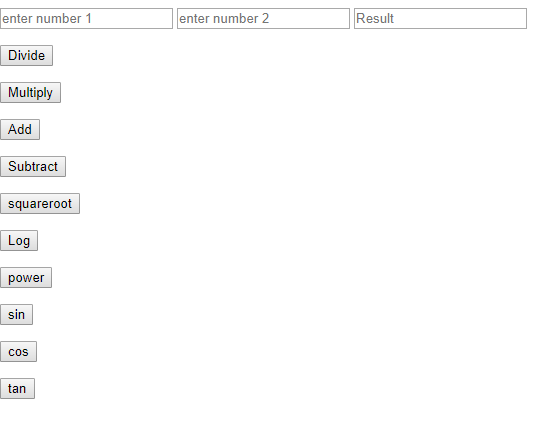 enter number 1 enter number 2 Result
Divide
Multiply
Add
Subtract
squareroot
Log
power
sin
cos
tan